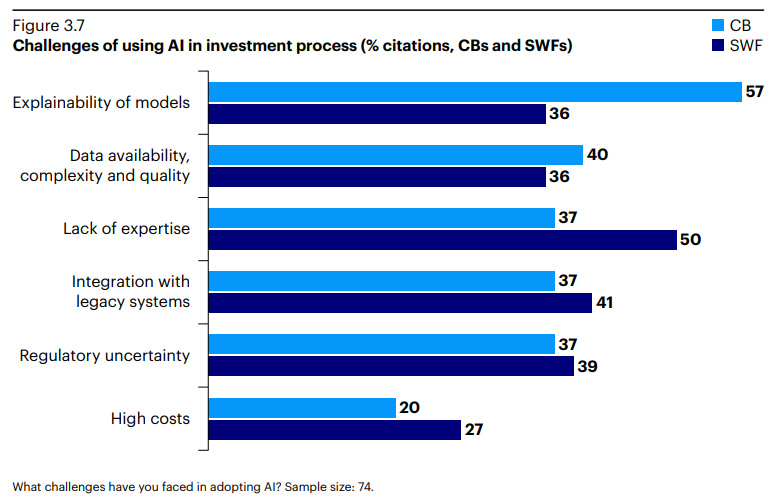 Figure 3.7
Challenges of using AI in investment process (% citations, CBs and SWFs)
CB
SWF
Explainability of models
57
36
Data availability,
complexity and quality
40
36
Lack of expertise
37
50
Integration with
legacy systems
37
41
Regulatory uncertainty
37
39
High costs
20
27
What challenges have you faced in adopting AI? Sample size: 74.